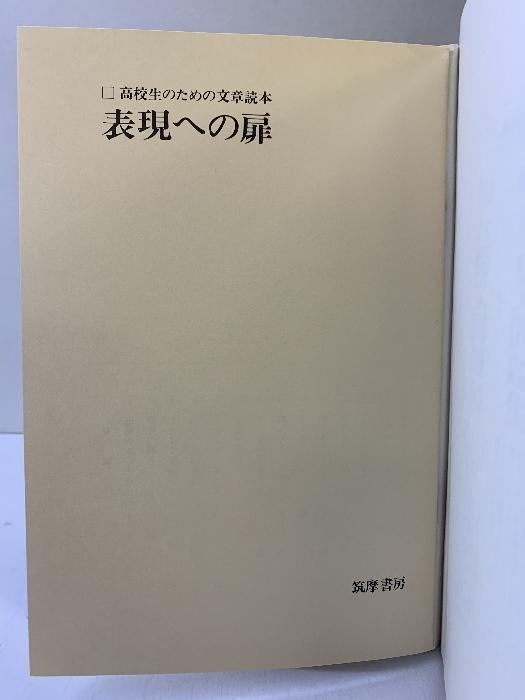 □高校生のための文章読本
表現への扉
筑摩書房